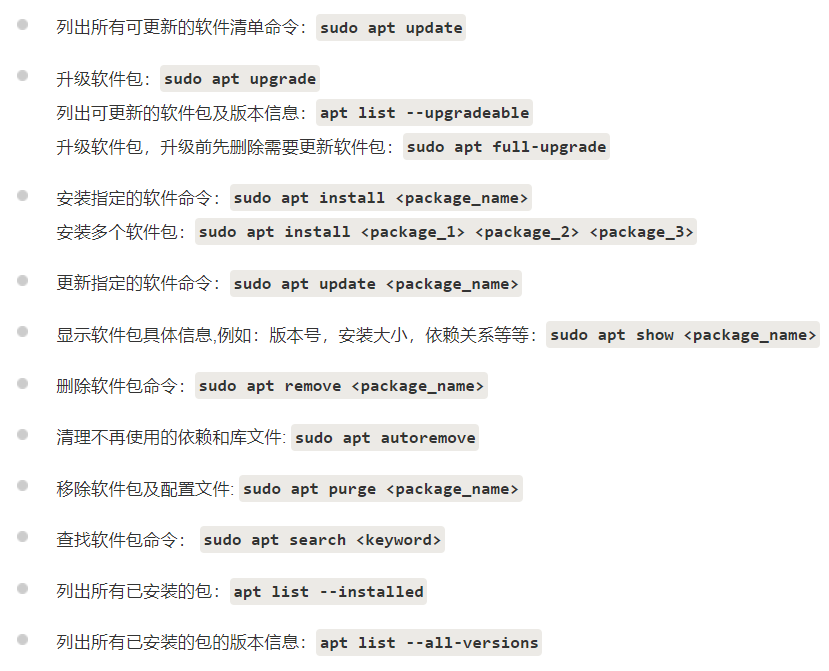 列出所有可更新的软件清单命令：sudo apt update
升级软件包：sudo apt upgrade
列出可更新的软件包及版本信息：apt list --upgradeable
升级软件包，升级前先删除需要更新软件包：sudo apt full-upgrade
安装指定的软件命令：sudo apt install <package_name>
安装多个软件包：sudo apt install <package_1> <package_2> <package_3>
更新指定的软件命令：sudo apt update <package_name>
显示软件包具体信息,例如：版本号，安装大小，依赖关系等等：sudo apt show <package_name>
删除软件包命令：sudo apt remove <package_name>
清理不再使用的依赖和库文件: sudo apt autoremove
移除软件包及配置文件: sudo apt purge <package_name>
查找软件包命令： sudo apt search <keyword>
列出所有已安装的包：apt list --installed
列出所有已安装的包的版本信息：apt list --all-versions